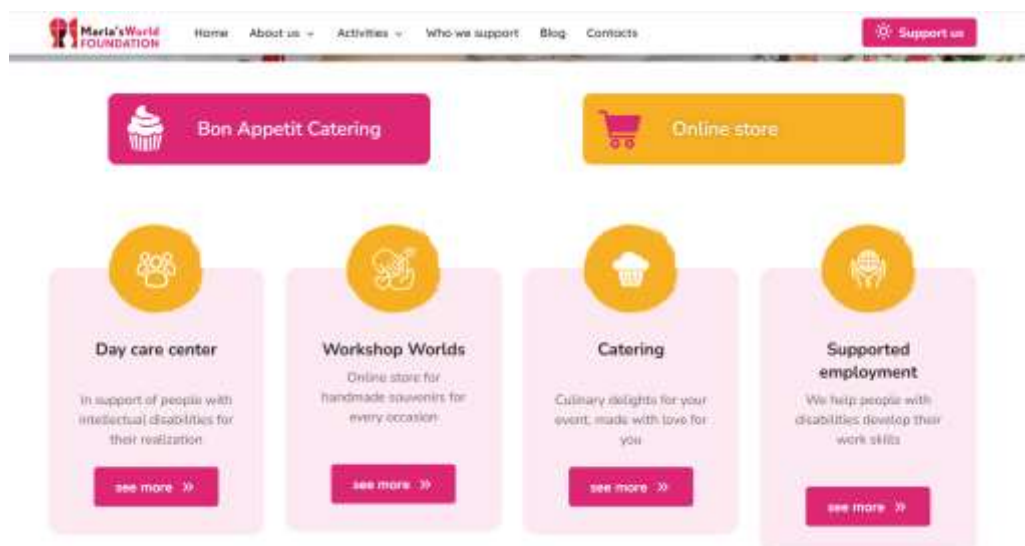 Maria'sWorld
FOUNDATION
Home About us Activities Who we support Blog Contacts
Support us
Bon Appetit Catering
Online store
Day care center
In support of people with
intellectual disabilities for
their realization
see more »
Workshop Worlds
Online store for
handmade souvenirs for
every occasion
see more »
Catering
Culinary delights for your
event, made with love for
you
see more »
Supported
employment
We help people with
disabilities develop their
work skills
see more »